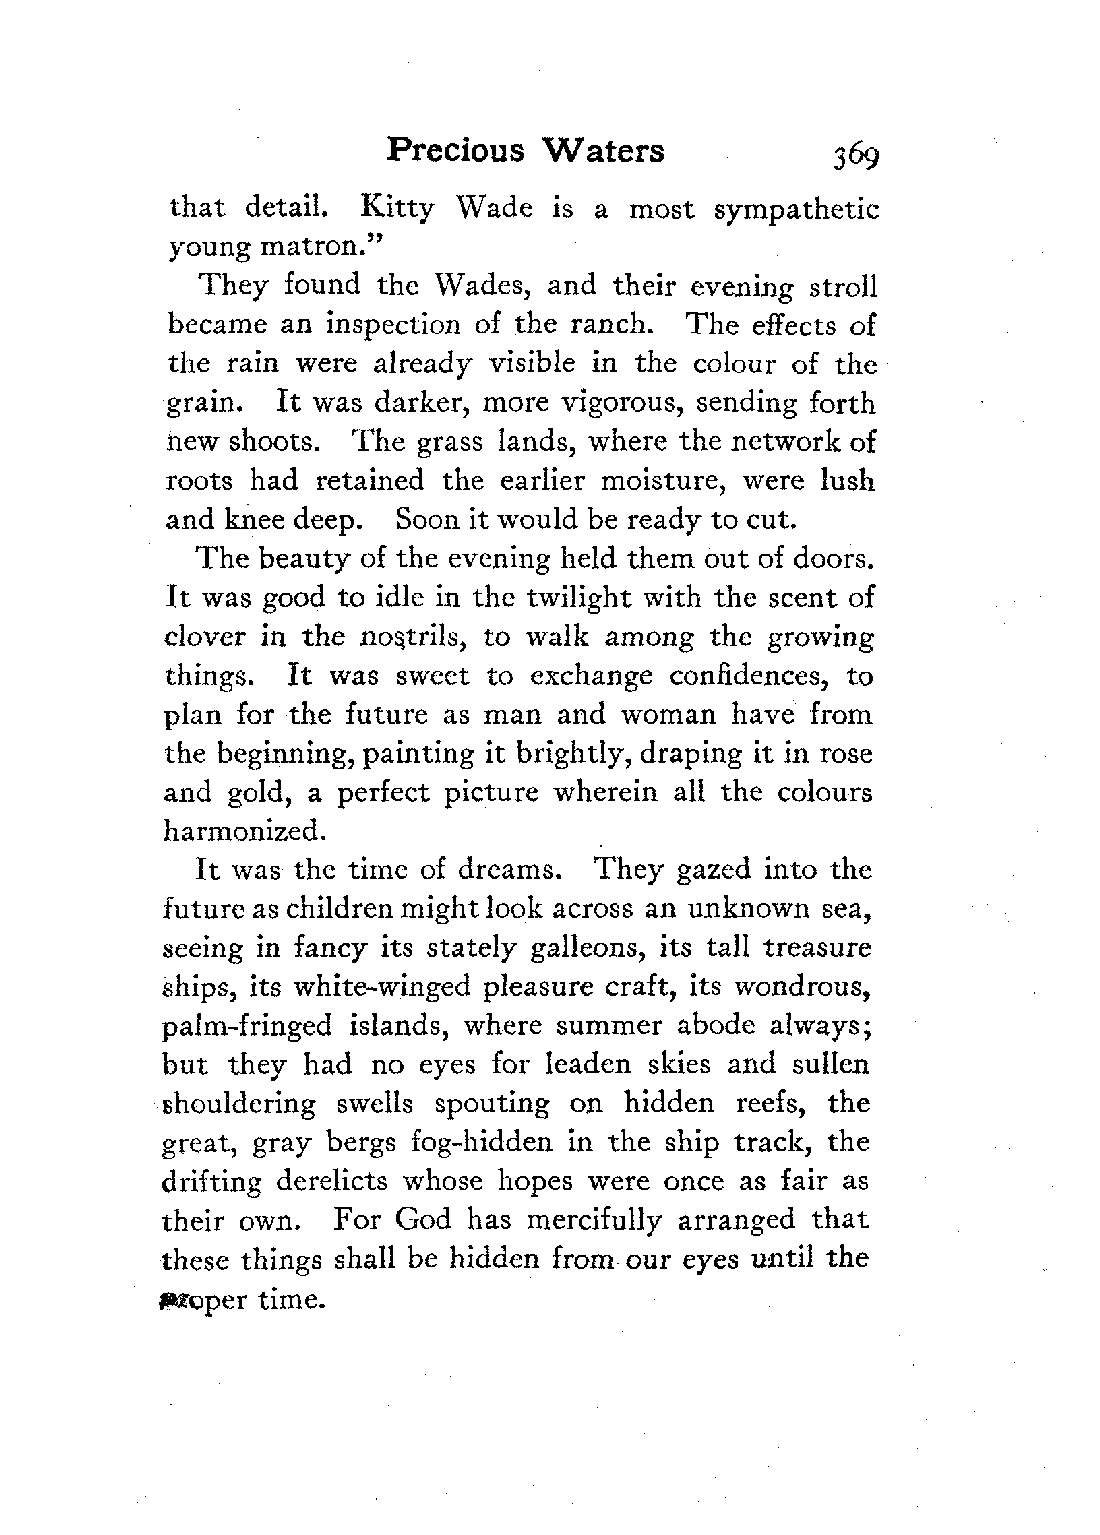 Precious Waters 369
that detail. Kitty Wade is a most sympathetic
young matron.”
They found the Wades, and their evening stroll
became an inspection of the ranch. The effects of
the rain were already visible in the colour of the
grain. It was darker, more vigorous, sending forth
new shoots. The grass lands, where the network of
roots had retained the earlier moisture, were lush
and knee deep. Soon it would be ready to cut.
The beauty of the evening held them out of doors.
It was good to idle in the twilight with the scent of
clover in the nostrils, to walk among the growing
things. It was sweet to exchange confidences, to
plan for the future as man and woman have from
the beginning, painting it brightly, draping it in rose
and gold, a perfect picture wherein all the colours
harmonized.
It was the time of dreams. They gazed into the
future as children might look across an unknown sea,
seeing in fancy its stately galleons, its tall treasure
ships, its white-winged pleasure craft, its wondrous,
palm-fringed islands, where summer abode always;
but they had no eyes for leaden skies and sullen
shouldering swells spouting on hidden reefs, the
great, gray bergs fog-hidden in the ship track, the
drifting derelicts whose hopes were once as fair as
their own. For God has mercifully arranged that
these things shall be hidden from our eyes until the
proper time.